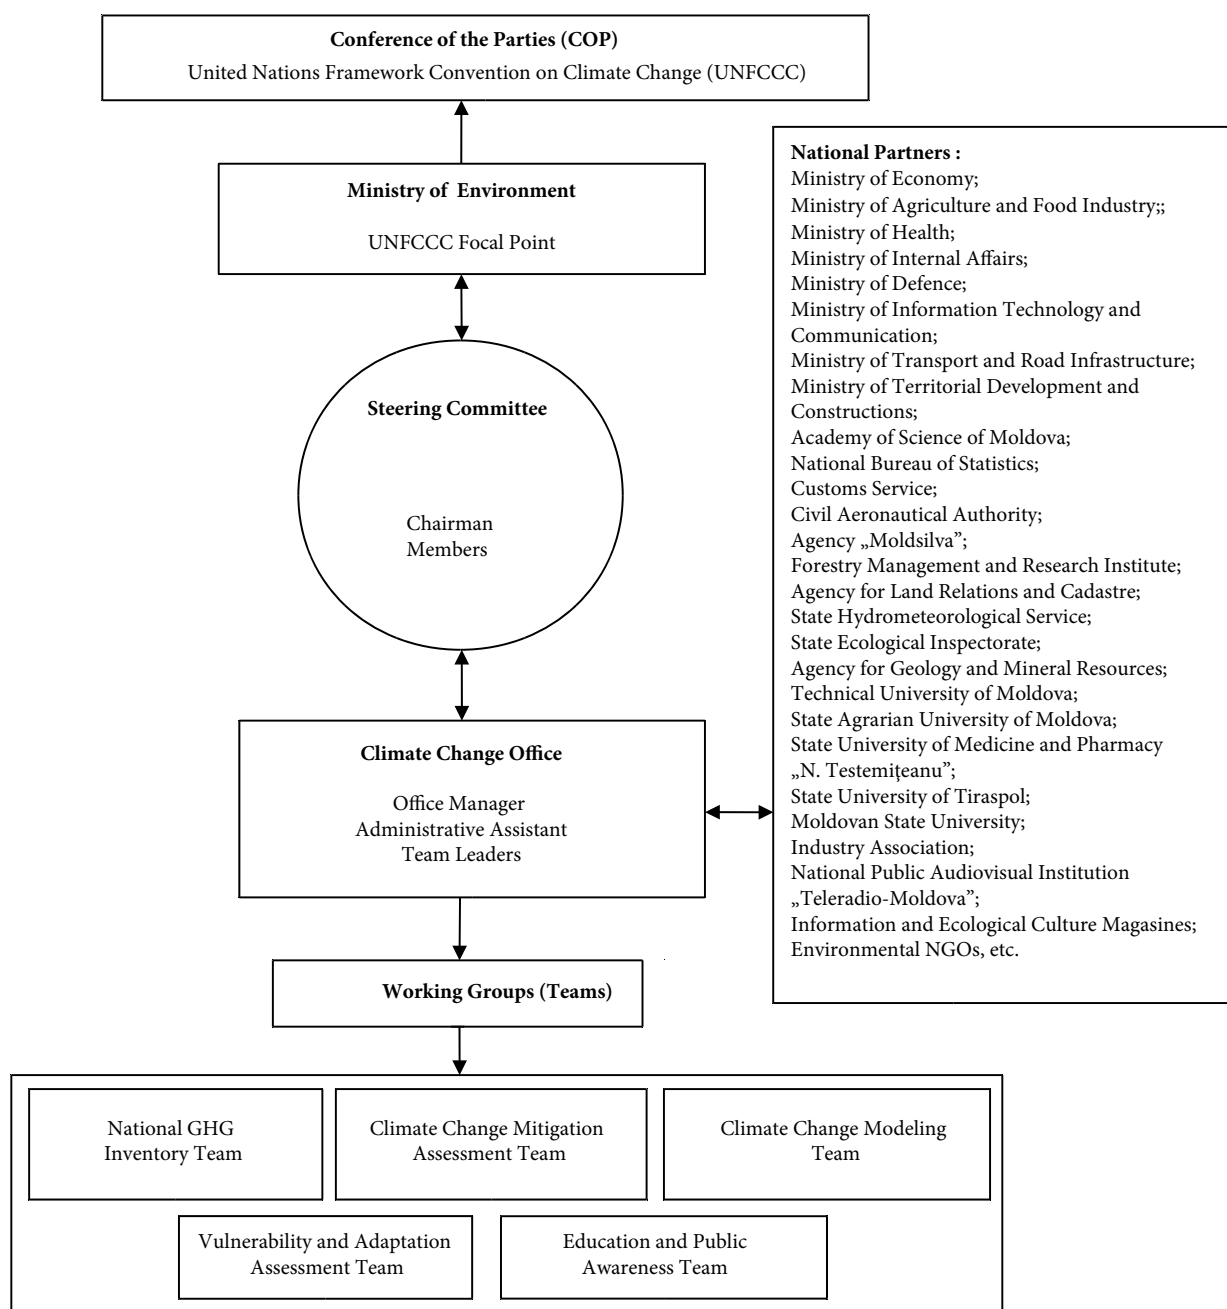 Conference of the Parties (COP)
United Nations Framework Convention on Climate Change (UNFCCC)
Ministry of Environment
UNFCCC Focal Point
Steering Committee
Chairman
Members
Climate Change Office
Office Manager
Administrative Assistant
Team Leaders
National Partners :
Ministry of Economy;
Ministry of Agriculture and Food Industry;;
Ministry of Health;
Ministry of Internal Affairs;
Ministry of Defence;
Ministry of Information Technology and
Communication;
Ministry of Transport and Road Infrastructure;
Ministry of Territorial Development and
Constructions;
Academy of Science of Moldova;
National Bureau of Statistics;
Customs Service;
Civil Aeronautical Authority;
Agency „Moldsilva”;
Forestry Management and Research Institute;
Agency for Land Relations and Cadastre;
State Hydrometeorological Service;
State Ecological Inspectorate;
Agency for Geology and Mineral Resources;
Technical University of Moldova;
State Agrarian University of Moldova;
State University of Medicine and Pharmacy
„N. Testemiţeanu”;
State University of Tiraspol;
Moldovan State University;
Industry Association;
National Public Audiovisual Institution
„Teleradio-Moldova”;
Information and Ecological Culture Magasines;
Environmental NGOs, etc.
Working Groups (Teams)
National GHG
Inventory Team
Climate Change Mitigation
Assessment Team
Climate Change Modeling
Team
Vulnerability and Adaptation
Assessment Team
Education and Public
Awareness Team